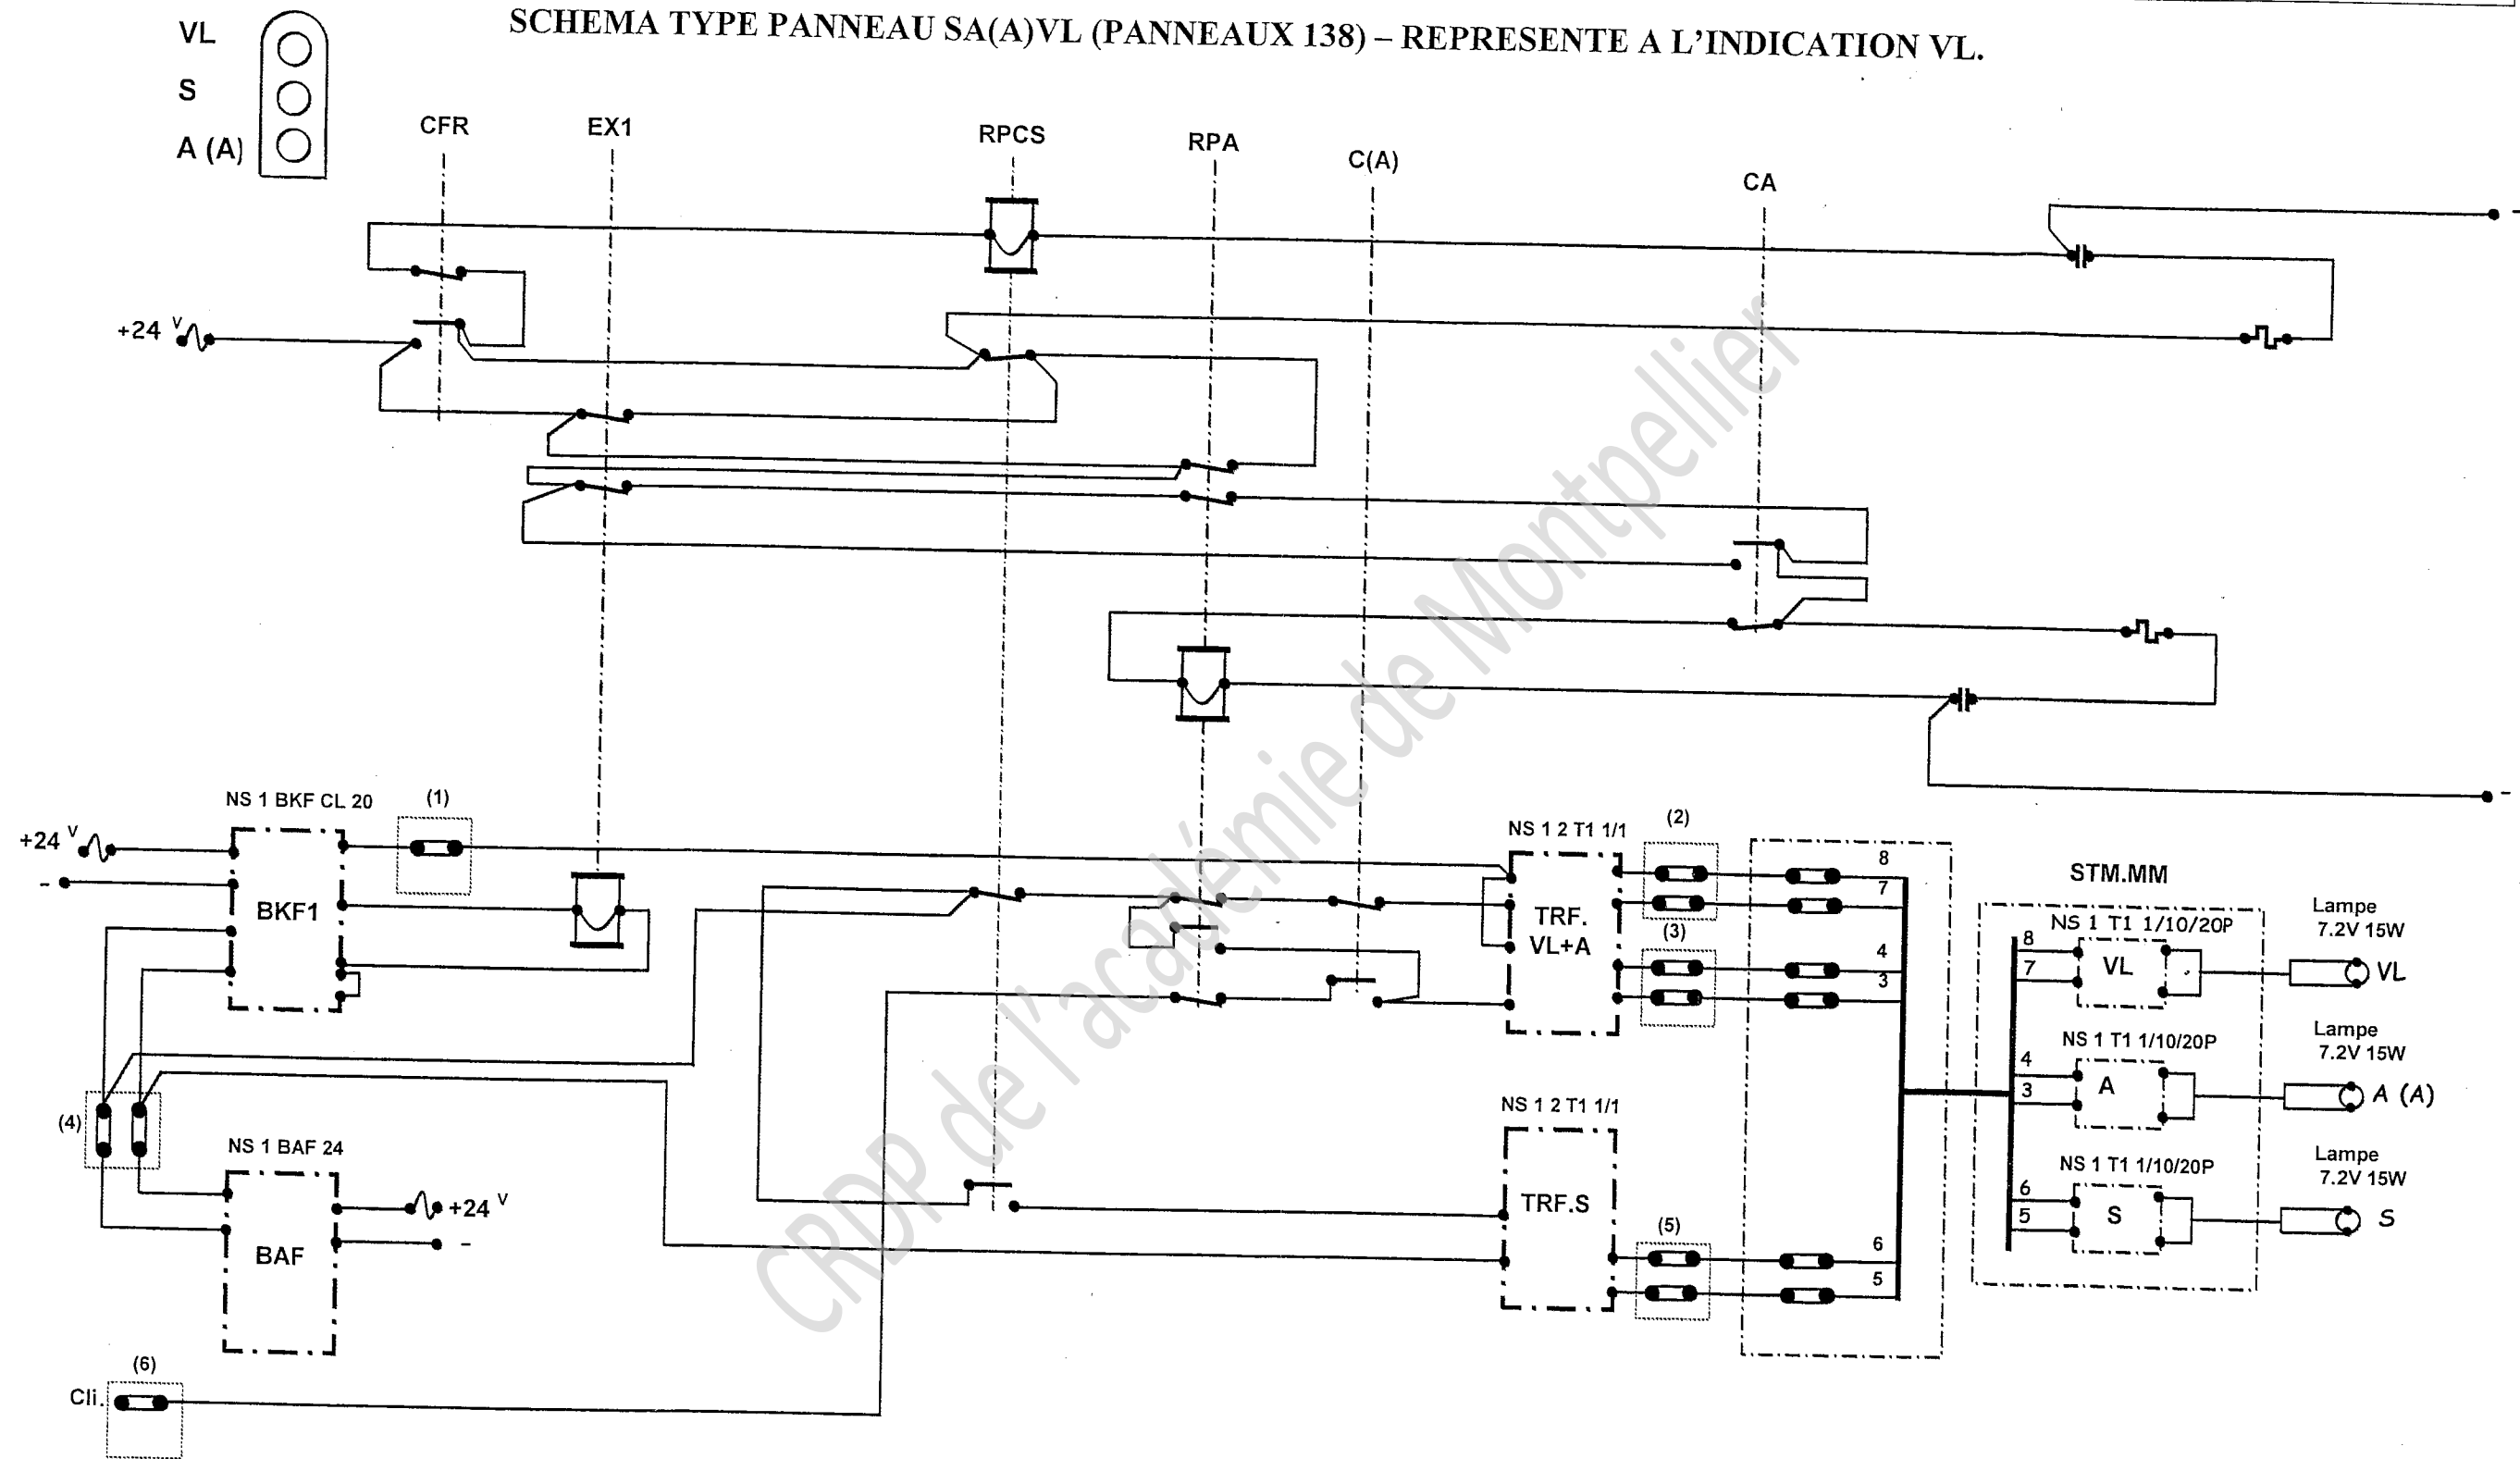 SCHEMA TYPE PANNEAU SA(A)VL (PANNEAUX 138) – REPRESENTE A L'INDICATION VL.
VL
S
A (A)
CFR
EX1
RPCS
RPA
C(A)
CA
-
+24 V
-
NS 1 BKF CL 20
(1)
+24 V
-
BKF1
NS 1 2 T1 1/1
(2)
TRF.
VL+A
(3)
8
7
4
3
STM.MM
NS 1 T1 1/10/20P
8
7
VL
Lampe
7.2V 15W
VL
NS 1 T1 1/10/20P
4
3
A
Lampe
7.2V 15W
A (A)
NS 1 T1 1/10/20P
6
5
S
Lampe
7.2V 15W
S
(4)
NS 1 BAF 24
+24 V
-
BAF
NS 1 2 T1 1/1
TRF.S
(5)
6
5
(6)
Cli.
CRDP de l'académie de Montpellier